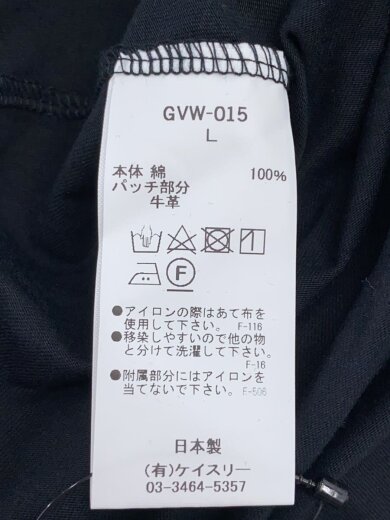 GVW-015
L
本体 綿 100%
パッチ部分
牛革
F
●アイロンの際はあて布を
使用して下さい。 F-116
●移染しやすいので他の物
と分けて洗濯して下さい。
F-16
●附属部分にはアイロンを
当てないで下さい。 F-506
日本製
(有)ケイスリー
03-3464-5357